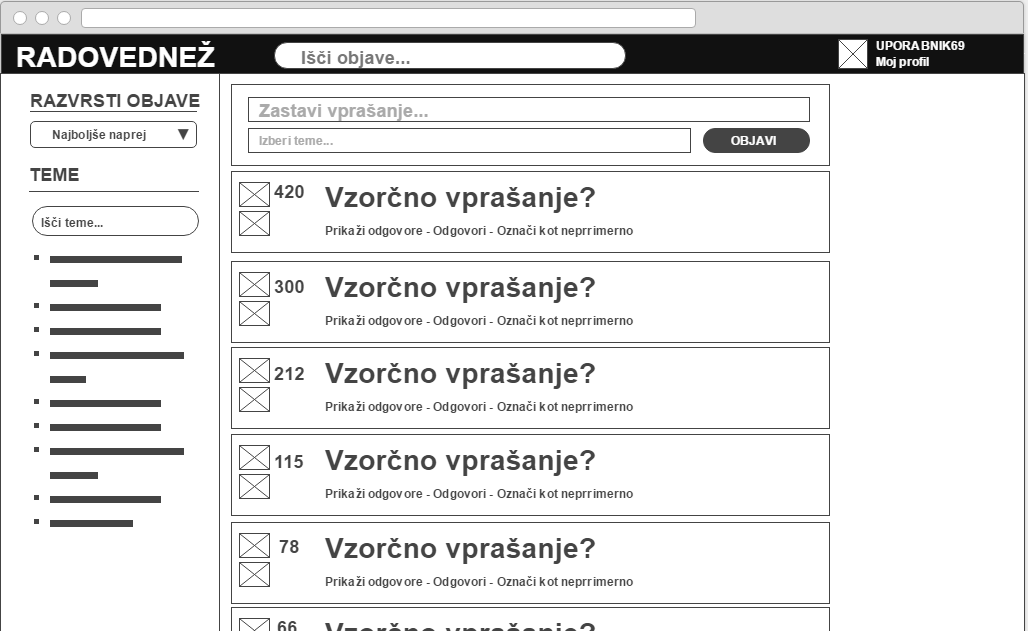 RADOVEDNEŽ
Išči objave...
UPORABNIK69
Moj profil
RAZVRSTI OBJAVE
Najboljše naprej
TEME
Išči teme...
Zastavi vprašanje...
Izberi teme...
OBJAVI
420
Vzorčno vprašanje?
Prikaži odgovore - Odgovori - Označi kot neprrimerno
300
Vzorčno vprašanje?
Prikaži odgovore - Odgovori - Označi kot neprrimerno
212
Vzorčno vprašanje?
Prikaži odgovore - Odgovori - Označi kot neprrimerno
115
Vzorčno vprašanje?
Prikaži odgovore - Odgovori - Označi kot neprrimerno
78
Vzorčno vprašanje?
Prikaži odgovore - Odgovori - Označi kot neprrimerno
66
Vzorčno vprašanje?